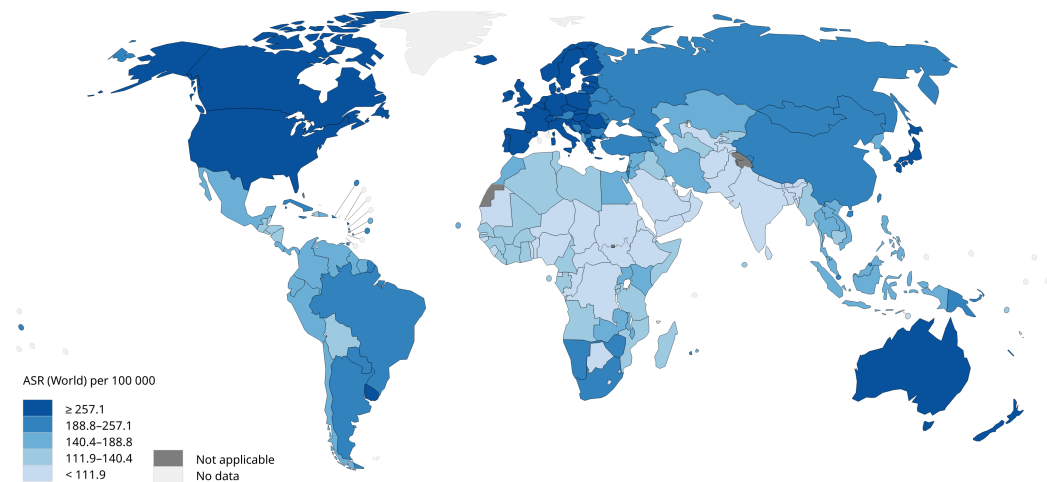 ASR (World) per 100 000
≥ 257.1
188.8–257.1
140.4–188.8
111.9–140.4
< 111.9
Not applicable
No data